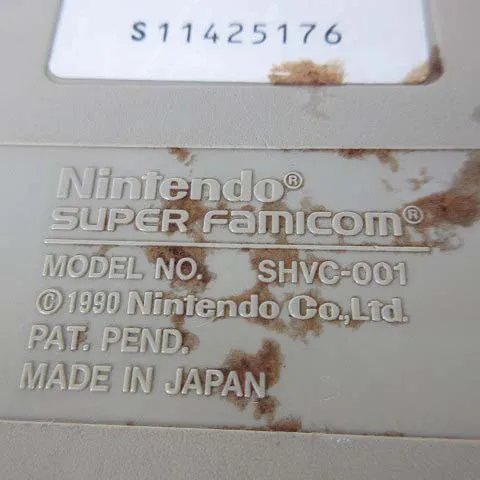 S11425176
Nintendo®
SUPER FAMICOM®
MODEL NO. SHVC-001
©1990 Nintendo Co.,Ltd.
PAT. PEND.
MADE IN JAPAN